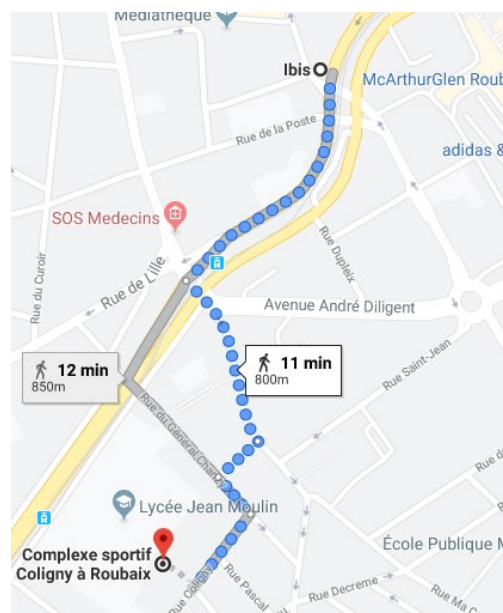 Médiathèque
Ibis
McArthurGlen Roub
Rue de la Poste
adidas &
SOS Medecins
Rue du Curoir
Rue de Lille
Rue Dupleix
Avenue André Diligent
12 min
850m
11 min
800m
Rue Saint-Jean
Rue du Général Chanzy
Lycée Jean Moulin
Complexe sportif
Coligny à Roubaix
École Publique M
Rue Coligny
Rue Pascal
Rue Decreme
Rue Ma C